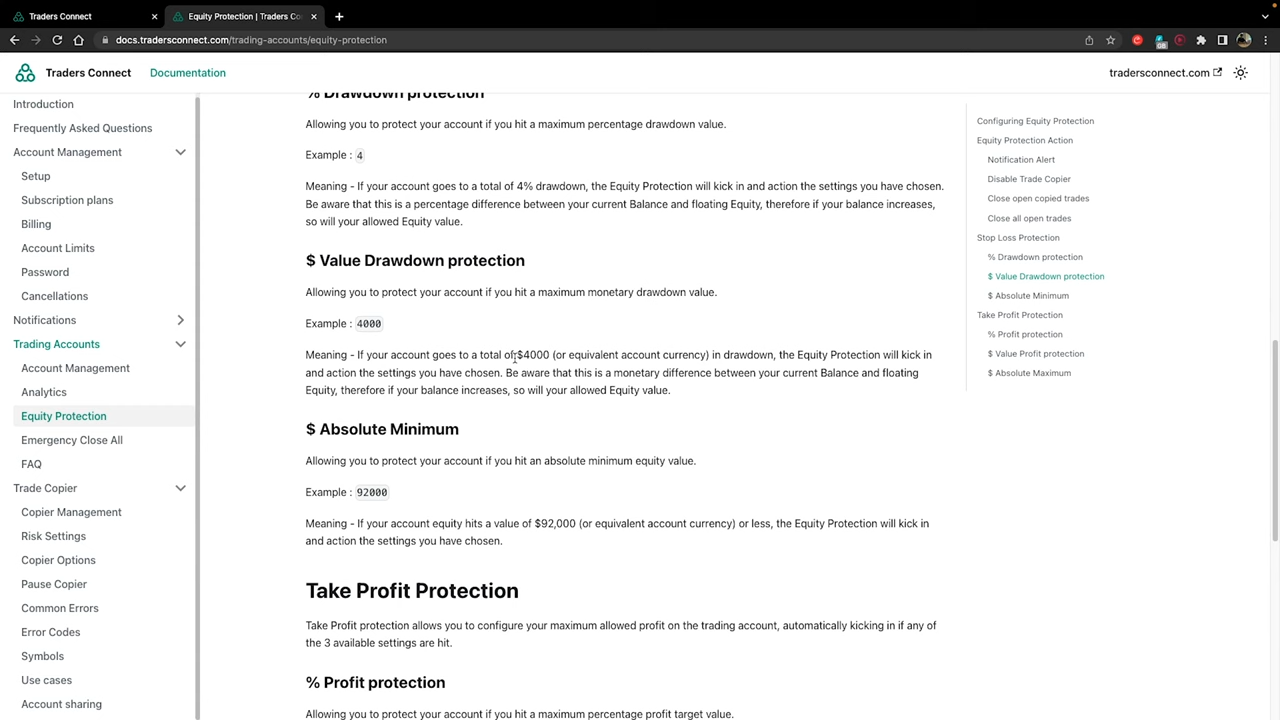 Traders Connect
Equity Protection | Traders Co
docs.tradersconnect.com/trading-accounts/equity-protection
Traders Connect
Documentation
tradersconnect.com
Introduction
Frequently Asked Questions
Account Management
Setup
Subscription plans
Billing
Account Limits
Password
Cancellations
Notifications
Trading Accounts
Account Management
Analytics
Equity Protection
Emergency Close All
FAQ
Trade Copier
Copier Management
Risk Settings
Copier Options
Pause Copier
Common Errors
Error Codes
Symbols
Use cases
Account sharing
% Drawdown protection
Allowing you to protect your account if you hit a maximum percentage drawdown value.
Example : 4
Meaning - If your account goes to a total of 4% drawdown, the Equity Protection will kick in and action the settings you have chosen.
Be aware that this is a percentage difference between your current Balance and floating Equity, therefore if your balance increases,
so will your allowed Equity value.
$ Value Drawdown protection
Allowing you to protect your account if you hit a maximum monetary drawdown value.
Example : 4000
Meaning - If your account goes to a total of $4000 (or equivalent account currency) in drawdown, the Equity Protection will kick in
and action the settings you have chosen. Be aware that this is a monetary difference between your current Balance and floating
Equity, therefore if your balance increases, so will your allowed Equity value.
$ Absolute Minimum
Allowing you to protect your account if you hit an absolute minimum equity value.
Example : 92000
Meaning - If your account equity hits a value of $92,000 (or equivalent account currency) or less, the Equity Protection will kick in
and action the settings you have chosen.
Take Profit Protection
Take Profit protection allows you to configure your maximum allowed profit on the trading account, automatically kicking in if any of
the 3 available settings are hit.
% Profit protection
Allowing you to protect your account if you hit a maximum percentage profit target value.
Configuring Equity Protection
Equity Protection Action
Notification Alert
Disable Trade Copier
Close open copied trades
Close all open trades
Stop Loss Protection
% Drawdown protection
$ Value Drawdown protection
$ Absolute Minimum
Take Profit Protection
% Profit protection
$ Value Profit protection
$ Absolute Maximum